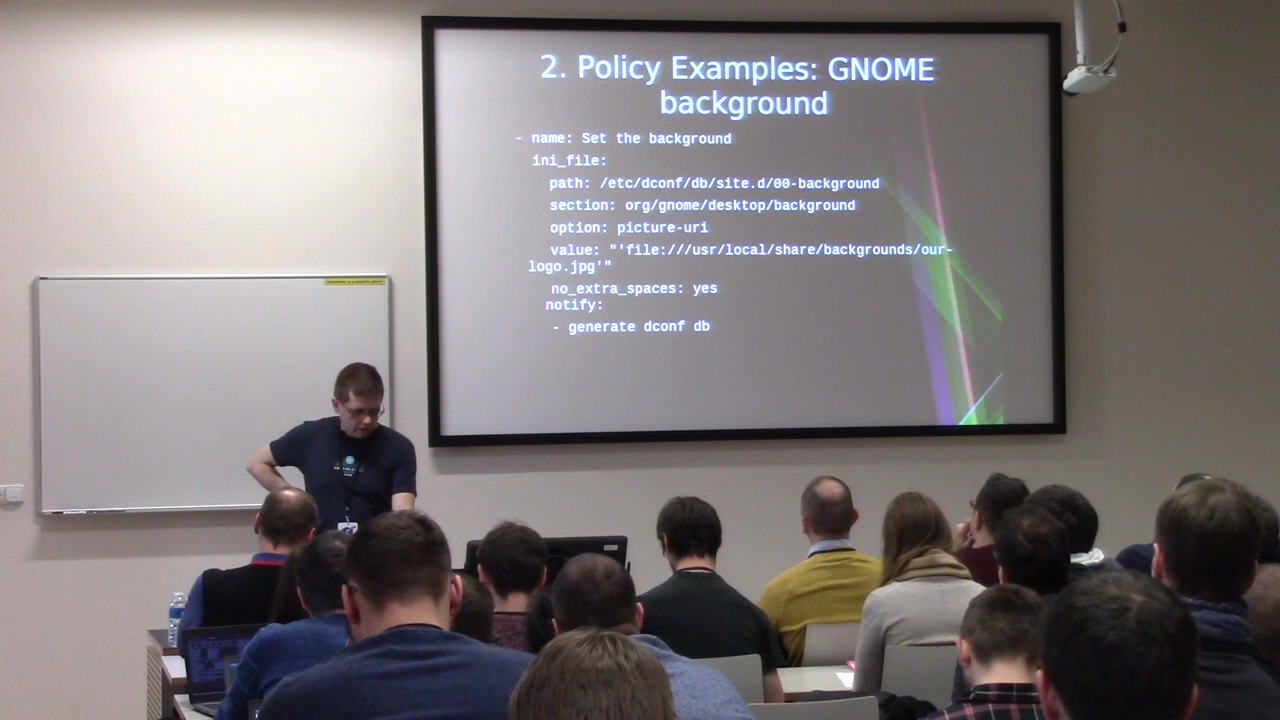 2. Policy Examples: GNOME
background
- name: Set the background
ini_file:
path: /etc/dconf/db/site.d/00-background
section: org/gnome/desktop/background
option: picture-uri
value: "'file:///usr/local/share/backgrounds/our-
logo.jpg'"
no_extra_spaces: yes
notify:
- generate dconf db